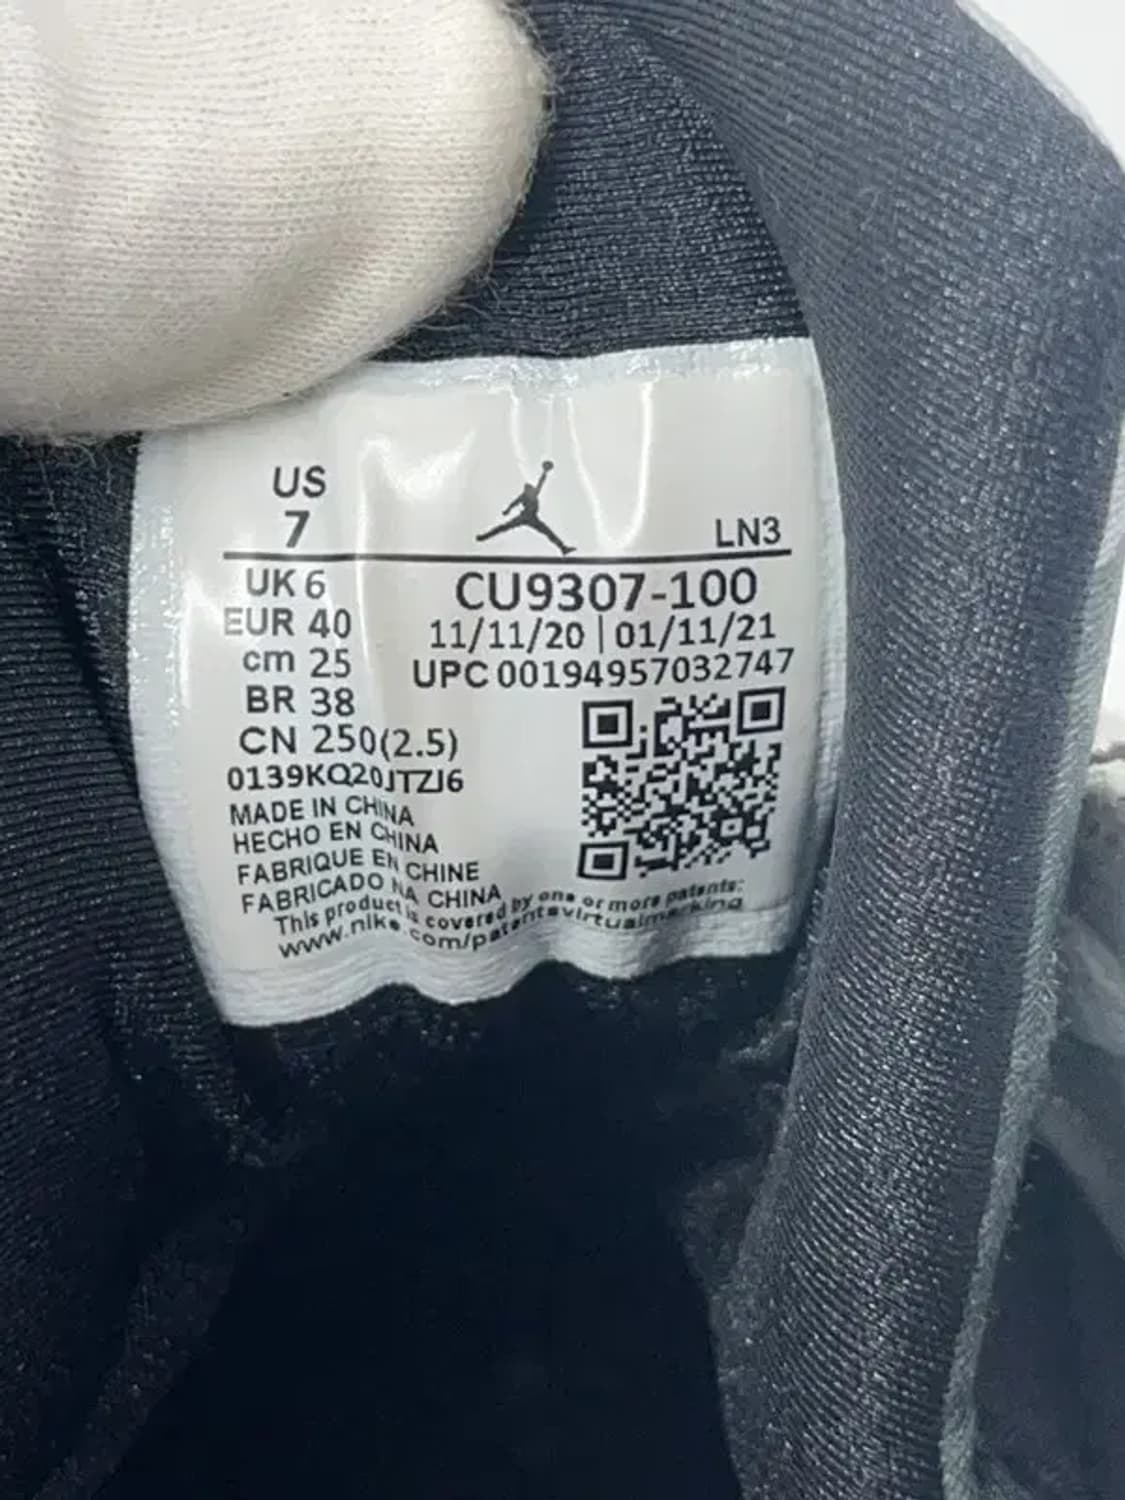 US
7
LN3
UK 6
EUR 40
cm 25
BR 38
CN 250(2.5)
0139KQ20JTZJ6
MADE IN CHINA
HECHO EN CHINA
FABRIQUE EN CHINE
FABRICADO NA CHINA
CU9307-100
11/11/20 | 01/11/21
UPC 00194957032747
This product is covered by one or more patents:
www.nike.com/patentsvirtualmarking